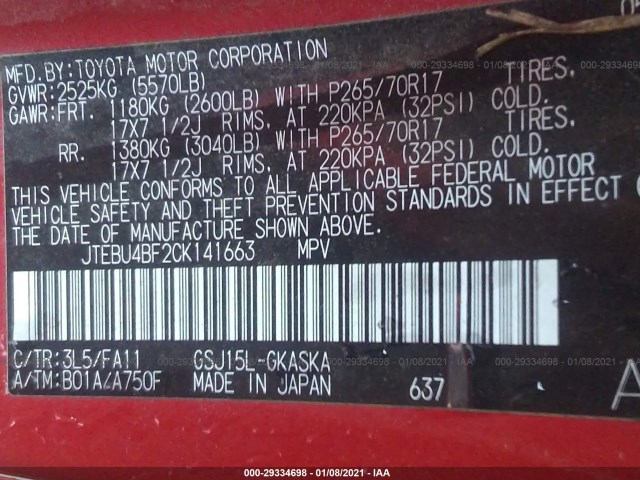 05
MFD.BY:TOYOTA MOTOR CORPORATION
GVWR:2525KG (5570LB)
GAWR:FRT. 1180KG (2600LB) WITH P265/70R17 TIRES,
17X7 1/2J RIMS, AT 220KPA (32PSI) COLD.
RR. 1380KG (3040LB) WITH P265/70R17 TIRES,
17X7 1/2J RIMS, AT 220KPA (32PSI) COLD.
THIS VEHICLE CONFORMS TO ALL APPLICABLE FEDERAL MOTOR
VEHICLE SAFETY AND THEFT PREVENTION STANDARDS IN EFFECT
THE DATE OF MANUFACTURE SHOWN ABOVE.
JTEBU4BF2CK141663 MPV
C/TR:3L5/FA11 GSJ15L-GKASKA
A/TM:B01A/A750F MADE IN JAPAN 637
A
000-29334698 - 01/08/2021 - IAA